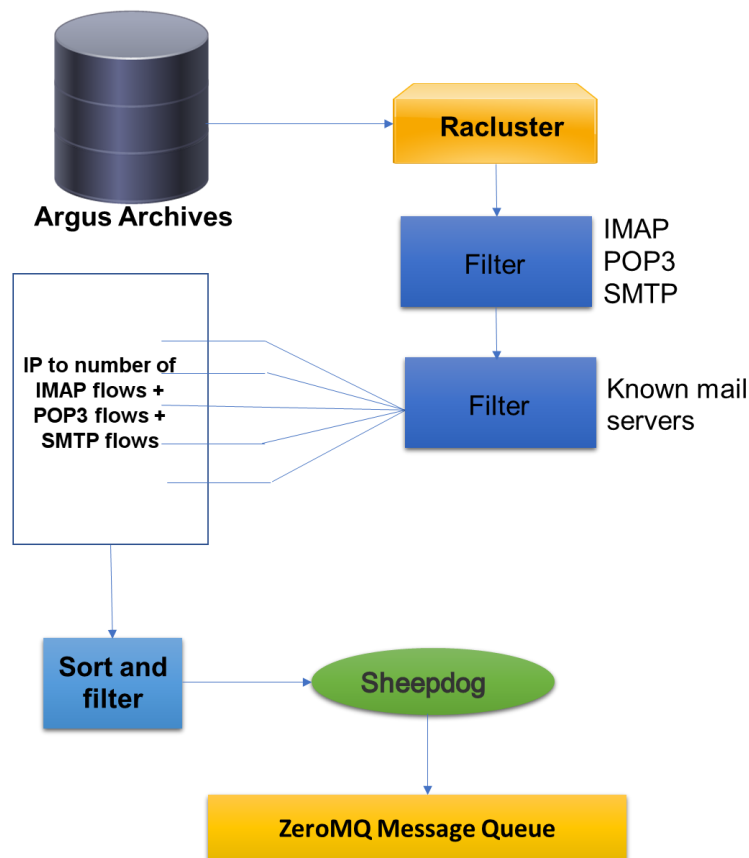 Argus Archives
Racluster
Filter
IMAP
POP3
SMTP
Filter
Known mail
servers
IP to number of
IMAP flows +
POP3 flows +
SMTP flows
Sort and
filter
Sheepdog
ZeroMQ Message Queue